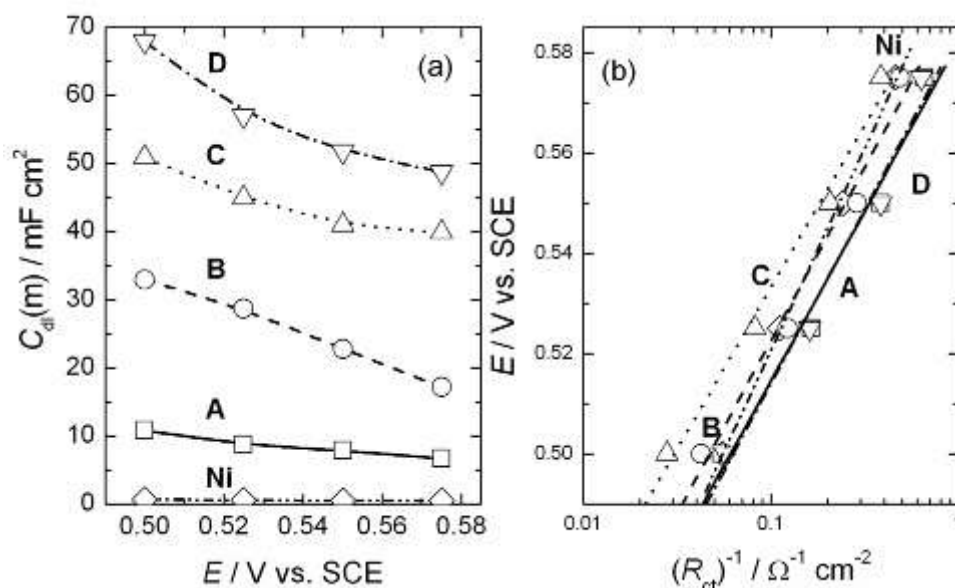 70
60
50
40
30
20
10
0
C_dl(m) / mF cm²
D
C
B
A
Ni
(a)
0.50 0.52 0.54 0.56 0.58
E / V vs. SCE
0.58
0.56
0.54
0.52
0.50
E / V vs. SCE
(b)
Ni
D
A
C
B
0.01 0.1 1
(R_ct)⁻¹ / Ω⁻¹ cm⁻²